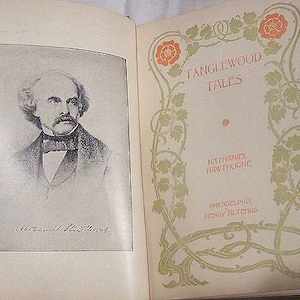 TANGLEWOOD
TALES
NATHANIEL
HAWTHORNE
PHILADELPHIA
HENRY ALTEMUS